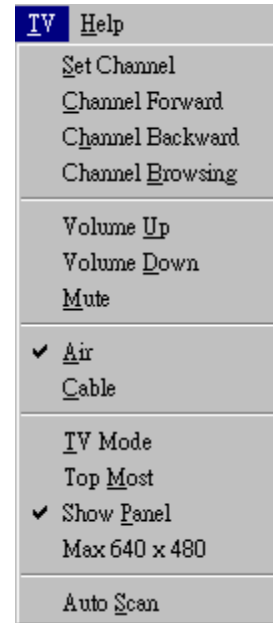 TV Help
Set Channel
Channel Forward
Channel Backward
Channel Browsing
Volume Up
Volume Down
Mute
Air
Cable
TV Mode
Top Most
Show Panel
Max 640 x 480
Auto Scan